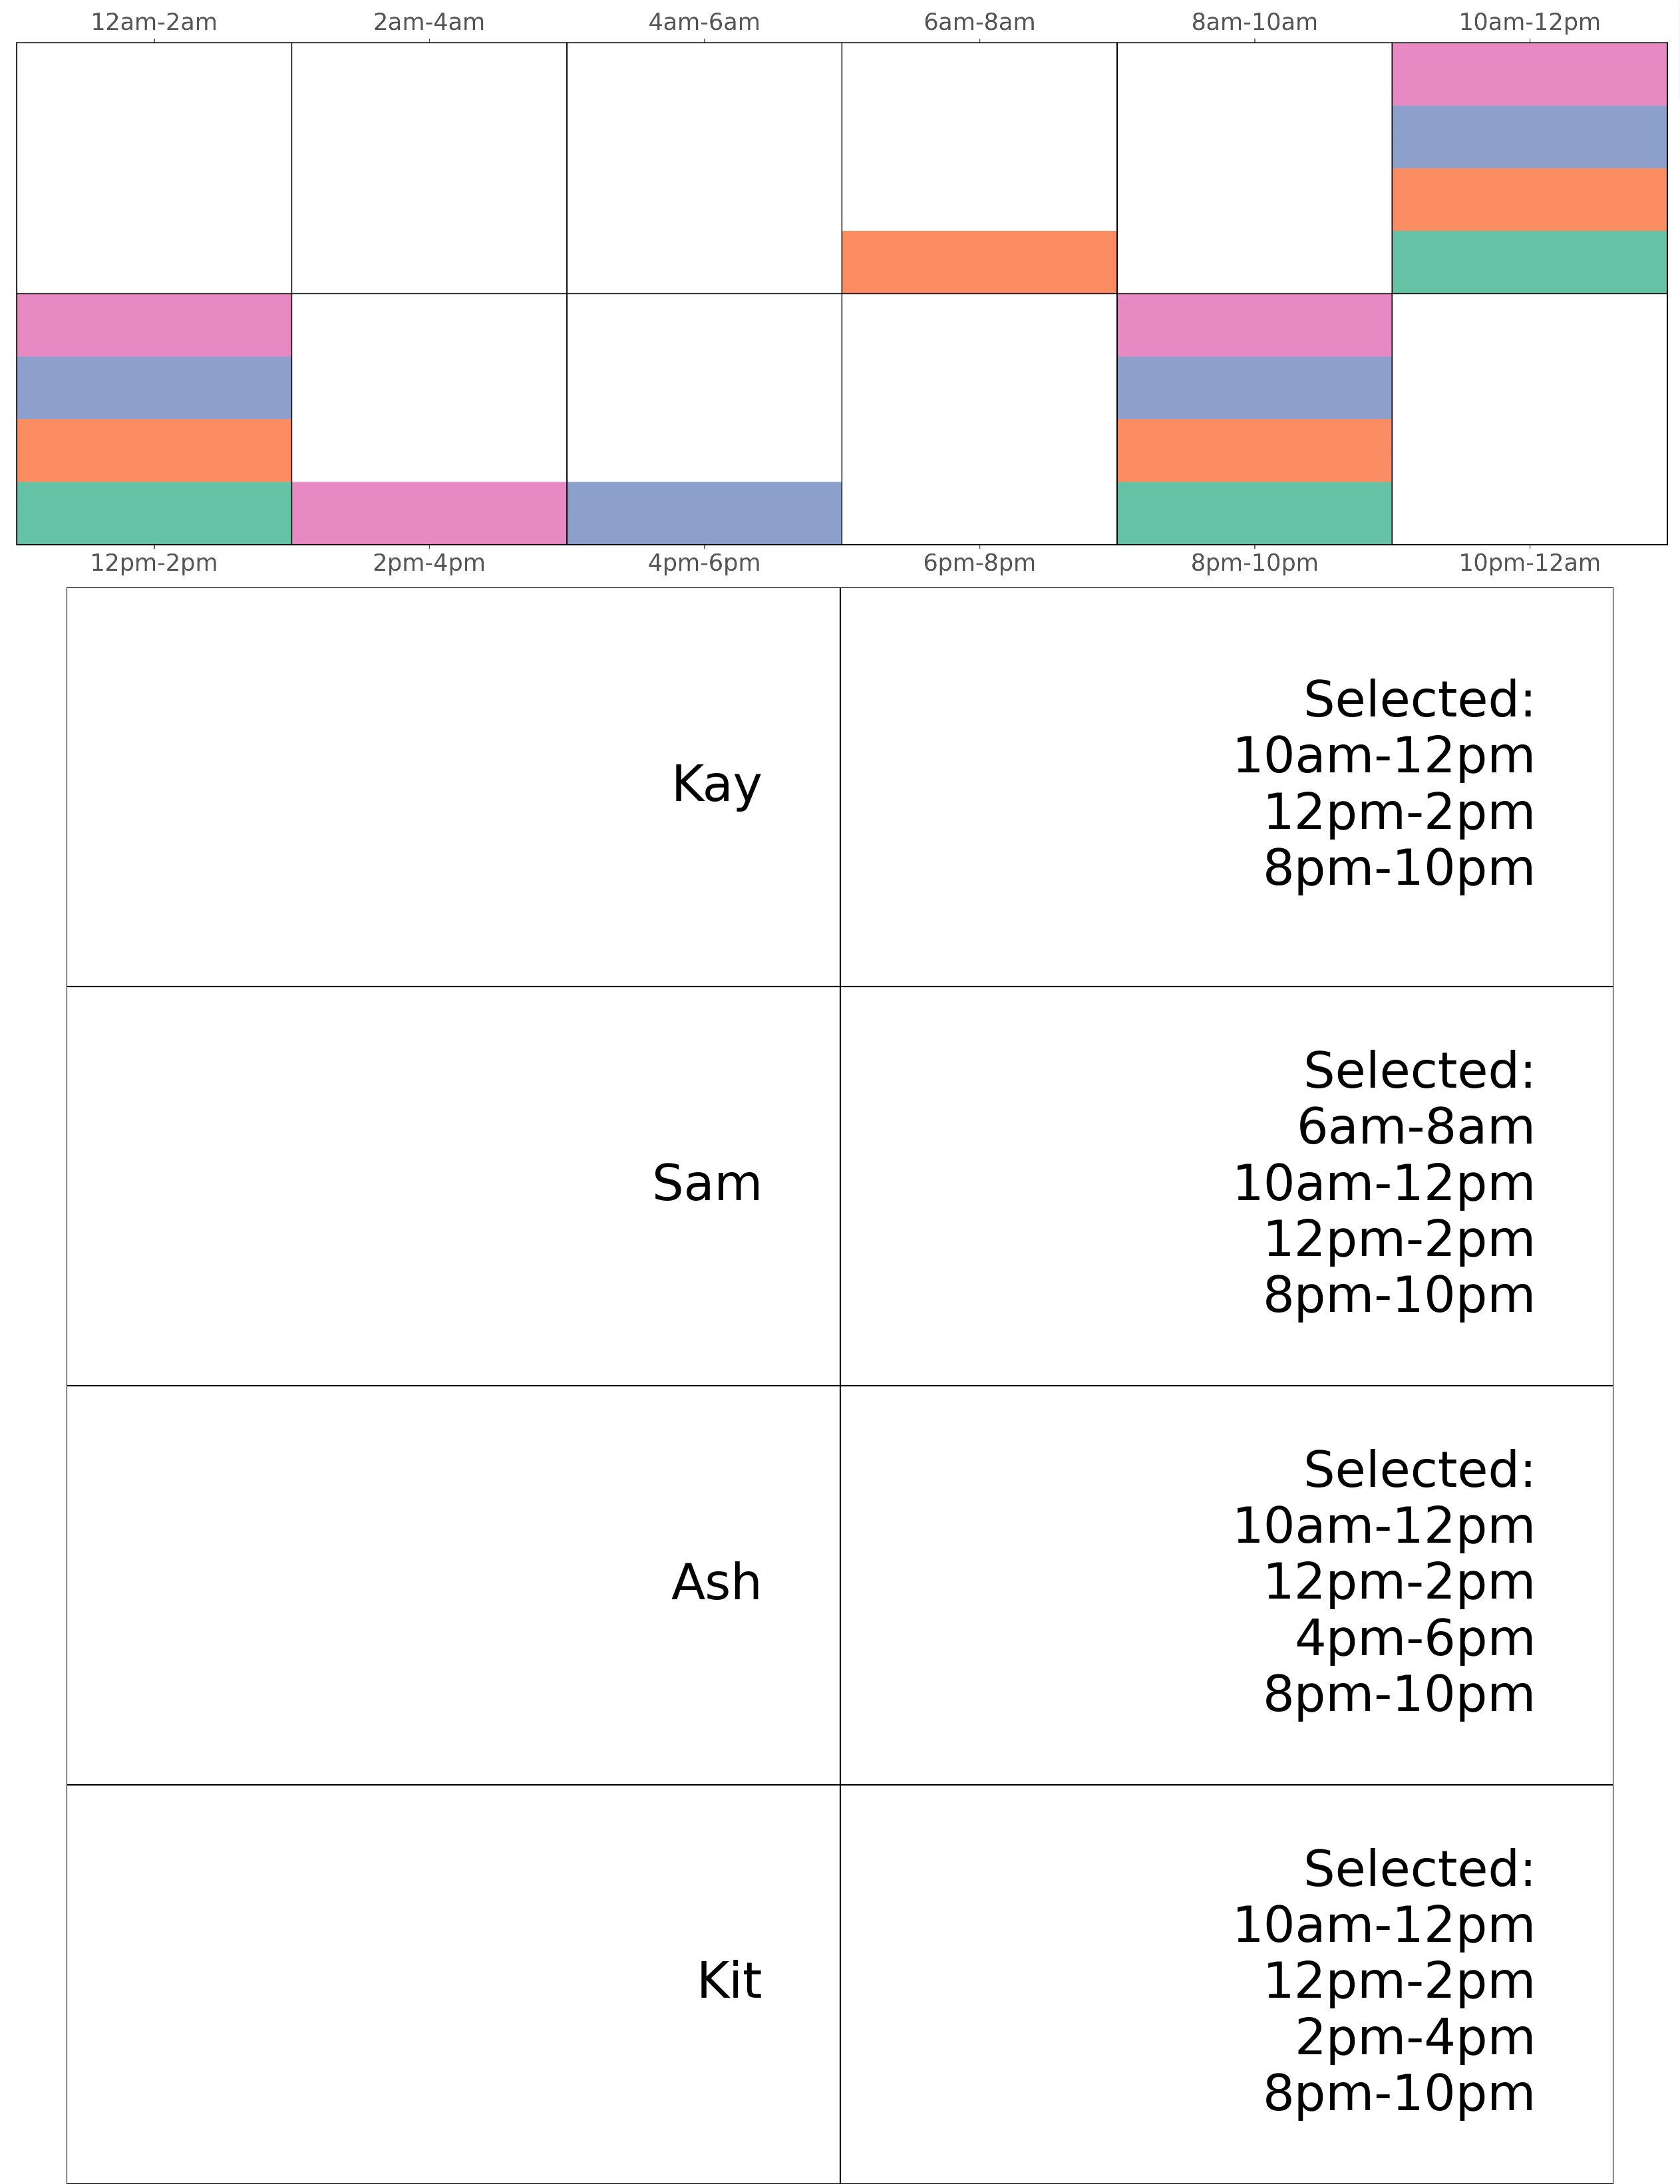 12am-2am 2am-4am 4am-6am 6am-8am 8am-10am 10am-12pm
12pm-2pm 2pm-4pm 4pm-6pm 6pm-8pm 8pm-10pm 10pm-12am
Kay
Selected:
10am-12pm
12pm-2pm
8pm-10pm
Sam
Selected:
6am-8am
10am-12pm
12pm-2pm
8pm-10pm
Ash
Selected:
10am-12pm
12pm-2pm
4pm-6pm
8pm-10pm
Kit
Selected:
10am-12pm
12pm-2pm
2pm-4pm
8pm-10pm